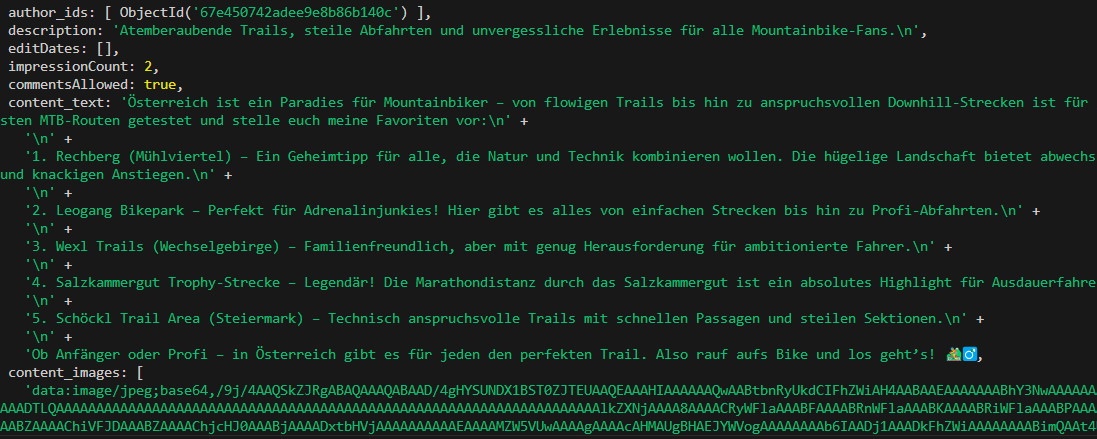 author_ids: [ ObjectId('67e450742adee9e8b86b140c') ],
description: 'Atemberaubende Trails, steile Abfahrten und unvergessliche Erlebnisse für alle Mountainbike-Fans.\n',
editDates: [],
impressionCount: 2,
commentsAllowed: true,
content_text: 'Österreich ist ein Paradies für Mountainbiker – von flowigen Trails bis hin zu anspruchsvollen Downhill-Strecken ist für
sten MTB-Routen getestet und stelle euch meine Favoriten vor:\n' +
'\n' +
'1. Rechberg (Mühlviertel) – Ein Geheimtipp für alle, die Natur und Technik kombinieren wollen. Die hügelige Landschaft bietet abwechs
und knackigen Anstiegen.\n' +
'\n' +
'2. Leogang Bikepark – Perfekt für Adrenalinjunkies! Hier gibt es alles von einfachen Strecken bis hin zu Profi-Abfahrten.\n' +
'\n' +
'3. Wexl Trails (Wechselgebirge) – Familienfreundlich, aber mit genug Herausforderung für ambitionierte Fahrer.\n' +
'\n' +
'4. Salzkammergut Trophy-Strecke – Legendär! Die Marathondistanz durch das Salzkammergut ist ein absolutes Highlight für Ausdauerfahre
'\n' +
'5. Schöckl Trail Area (Steiermark) – Technisch anspruchsvolle Trails mit schnellen Passagen und steilen Sektionen.\n' +
'\n' +
'Ob Anfänger oder Profi – in Österreich gibt es für jeden den perfekten Trail. Also rauf aufs Bike und los geht’s!
content_images: [
'data:image/jpeg;base64,